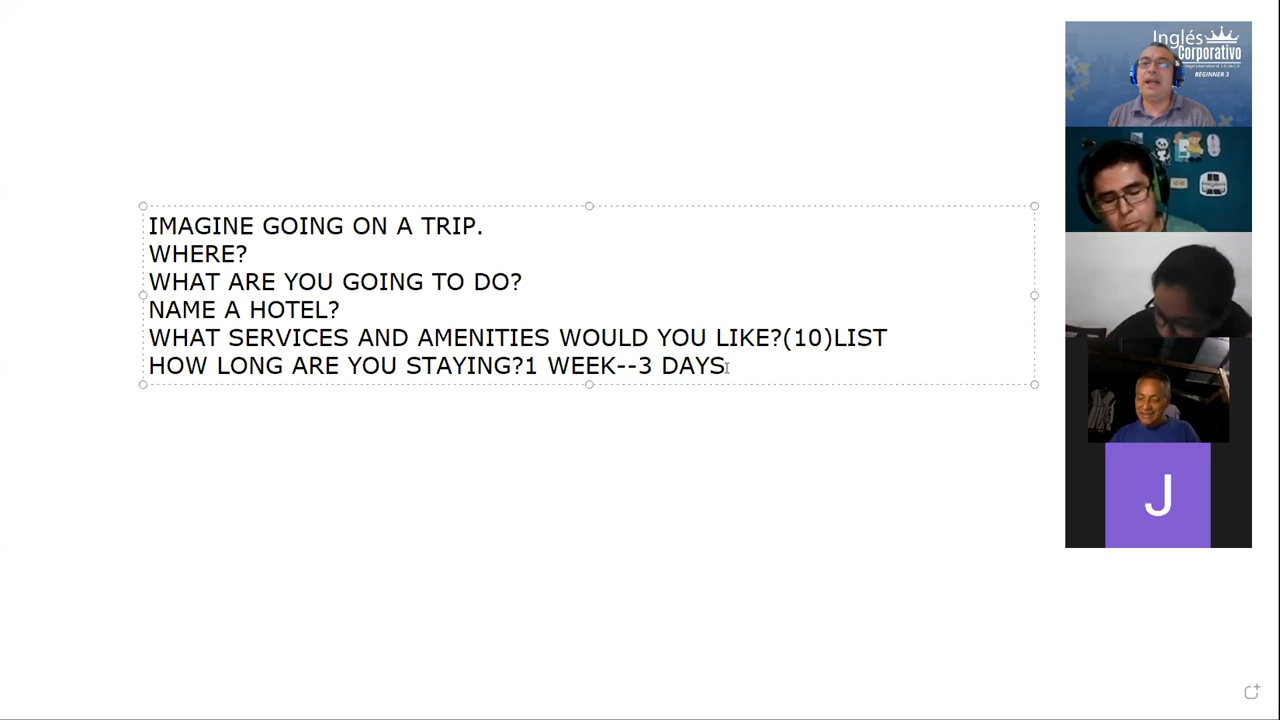 IMAGINE GOING ON A TRIP.
WHERE?
WHAT ARE YOU GOING TO DO?
NAME A HOTEL?
WHAT SERVICES AND AMENITIES WOULD YOU LIKE?(10)LIST
HOW LONG ARE YOU STAYING?1 WEEK--3 DAYS
Inglés
Corporativo
BEGINNER 3
J